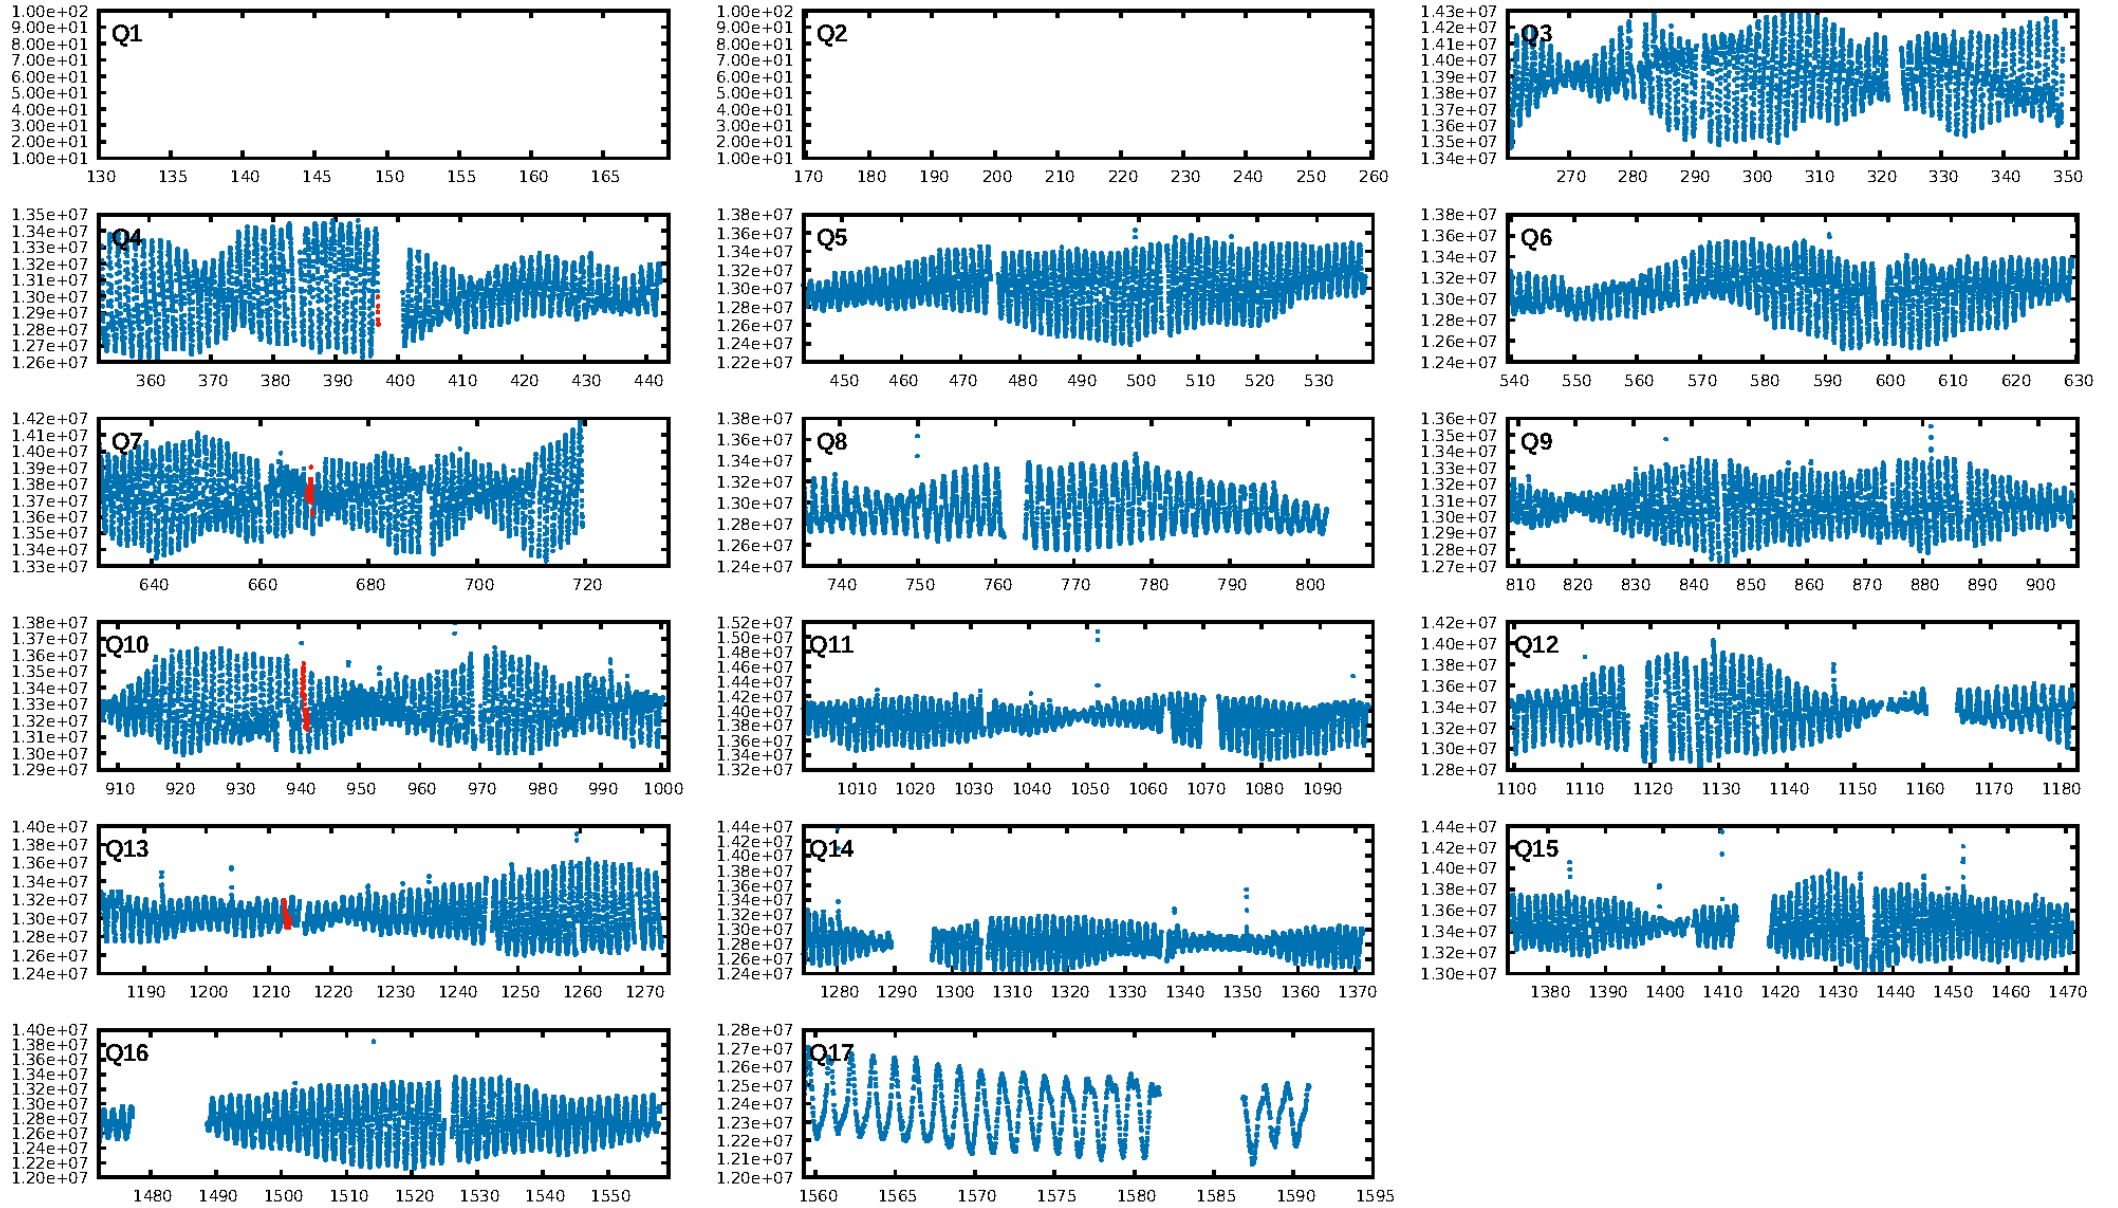 1.00e+02 9.00e+01 8.00e+01 7.00e+01 6.00e+01 5.00e+01 4.00e+01 3.00e+01 2.00e+01 1.00e+01
Q1
130 135 140 145 150 155 160 165
1.00e+02 9.00e+01 8.00e+01 7.00e+01 6.00e+01 5.00e+01 4.00e+01 3.00e+01 2.00e+01 1.00e+01
Q2
170 180 190 200 210 220 230 240 250 260
1.43e+07 1.42e+07 1.41e+07 1.40e+07 1.39e+07 1.38e+07 1.37e+07 1.36e+07 1.35e+07 1.34e+07
Q3
270 280 290 300 310 320 330 340 350
1.35e+07 1.34e+07 1.33e+07 1.32e+07 1.31e+07 1.30e+07 1.29e+07 1.28e+07 1.27e+07 1.26e+07
Q4
360 370 380 390 400 410 420 430 440
1.38e+07 1.36e+07 1.34e+07 1.32e+07 1.30e+07 1.28e+07 1.26e+07 1.24e+07 1.22e+07
Q5
450 460 470 480 490 500 510 520 530
1.38e+07 1.36e+07 1.34e+07 1.32e+07 1.30e+07 1.28e+07 1.26e+07 1.24e+07
Q6
540 550 560 570 580 590 600 610 620 630
1.42e+07 1.41e+07 1.40e+07 1.39e+07 1.38e+07 1.37e+07 1.36e+07 1.35e+07 1.34e+07 1.33e+07
Q7
640 660 680 700 720
1.38e+07 1.36e+07 1.34e+07 1.32e+07 1.30e+07 1.28e+07 1.26e+07 1.24e+07
Q8
740 750 760 770 780 790 800
1.36e+07 1.35e+07 1.34e+07 1.33e+07 1.32e+07 1.31e+07 1.30e+07 1.29e+07 1.28e+07 1.27e+07
Q9
810 820 830 840 850 860 870 880 890 900
1.38e+07 1.37e+07 1.36e+07 1.35e+07 1.34e+07 1.33e+07 1.32e+07 1.31e+07 1.30e+07 1.29e+07
Q10
910 920 930 940 950 960 970 980 990 1000
1.52e+07 1.50e+07 1.48e+07 1.46e+07 1.44e+07 1.42e+07 1.40e+07 1.38e+07 1.36e+07 1.34e+07 1.32e+07
Q11
1010 1020 1030 1040 1050 1060 1070 1080 1090
1.42e+07 1.40e+07 1.38e+07 1.36e+07 1.34e+07 1.32e+07 1.30e+07 1.28e+07
Q12
1100 1110 1120 1130 1140 1150 1160 1170 1180
1.40e+07 1.38e+07 1.36e+07 1.34e+07 1.32e+07 1.30e+07 1.28e+07 1.26e+07 1.24e+07
Q13
1190 1200 1210 1220 1230 1240 1250 1260 1270
1.44e+07 1.42e+07 1.40e+07 1.38e+07 1.36e+07 1.34e+07 1.32e+07 1.30e+07 1.28e+07 1.26e+07 1.24e+07
Q14
1280 1290 1300 1310 1320 1330 1340 1350 1360 1370
1.44e+07 1.42e+07 1.40e+07 1.38e+07 1.36e+07 1.34e+07 1.32e+07 1.30e+07
Q15
1380 1390 1400 1410 1420 1430 1440 1450 1460 1470
1.40e+07 1.38e+07 1.36e+07 1.34e+07 1.32e+07 1.30e+07 1.28e+07 1.26e+07 1.24e+07 1.22e+07 1.20e+07
Q16
1480 1490 1500 1510 1520 1530 1540 1550
1.28e+07 1.27e+07 1.26e+07 1.25e+07 1.24e+07 1.23e+07 1.22e+07 1.21e+07 1.20e+07
Q17
1560 1565 1570 1575 1580 1585 1590 1595